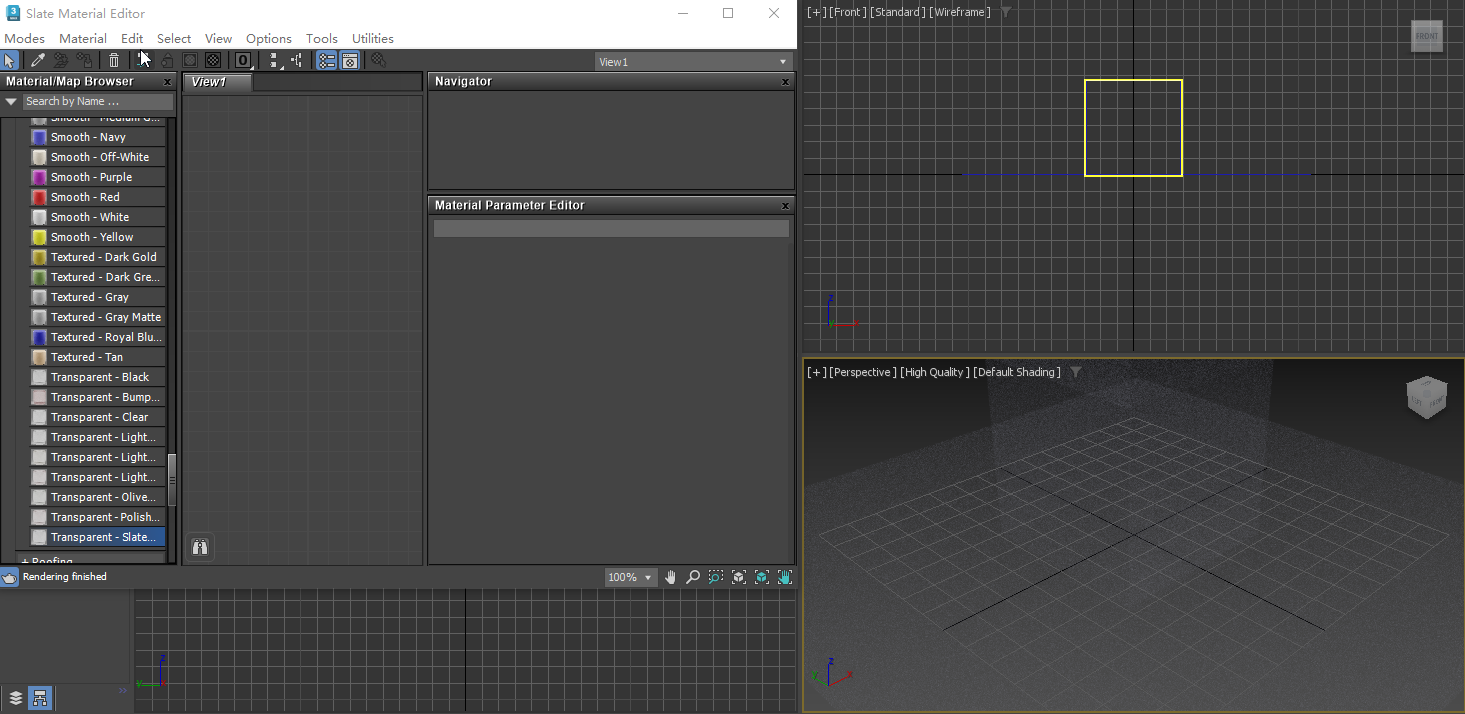 Slate Material Editor
Modes Material Edit Select View Options Tools Utilities
View1
Material/Map Browser x
Search by Name ...
Smooth - Medium G...
Smooth - Navy
Smooth - Off-White
Smooth - Purple
Smooth - Red
Smooth - White
Smooth - Yellow
Textured - Dark Gold
Textured - Dark Gre...
Textured - Gray
Textured - Gray Matte
Textured - Royal Blu...
Textured - Tan
Transparent - Black
Transparent - Bump...
Transparent - Clear
Transparent - Light...
Transparent - Light...
Transparent - Light...
Transparent - Olive...
Transparent - Polish...
Transparent - Slate...
+ Roofing
View1
Navigator x
Material Parameter Editor x
Rendering finished
100%
[+] [Front] [Standard] [Wireframe]
FRONT
z
x
y
[+] [Perspective] [High Quality] [Default Shading]
FRONT
z
x
y
z
y